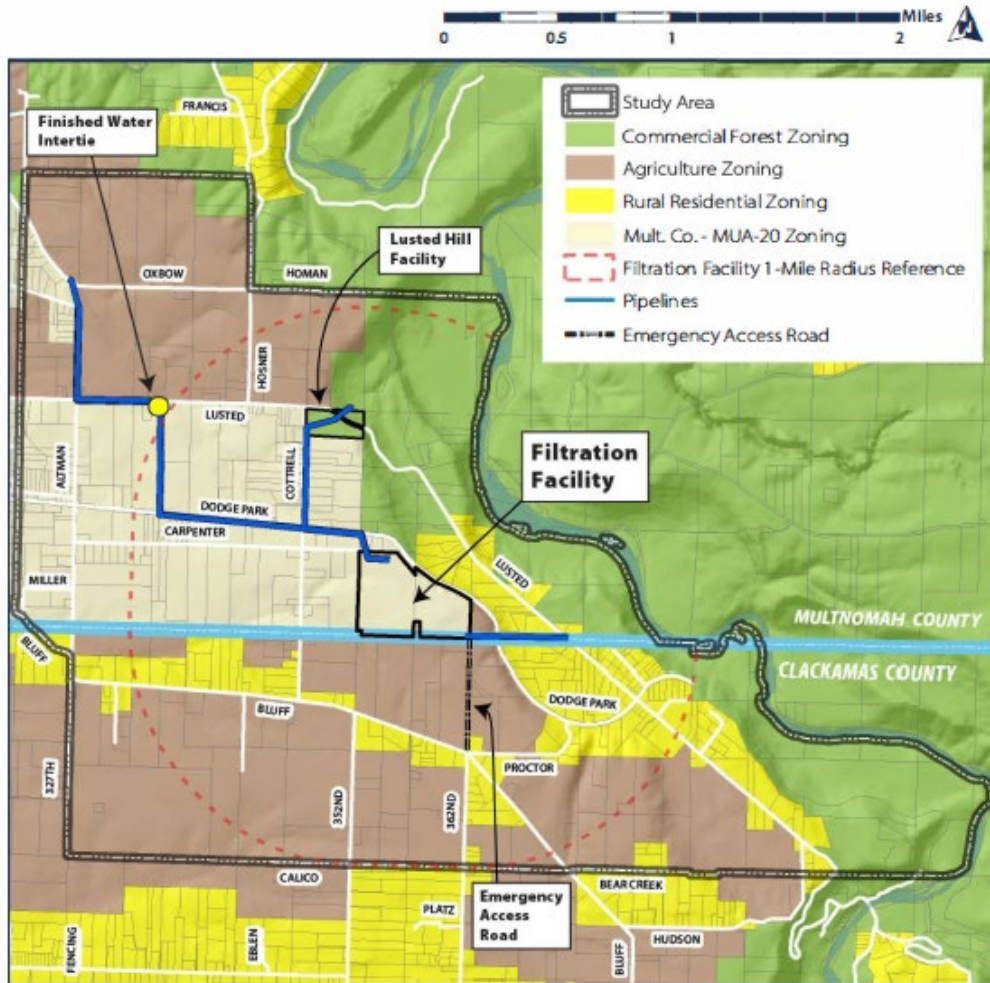 Miles
0
0.5
1
2
Study Area
Commercial Forest Zoning
Agriculture Zoning
Rural Residential Zoning
Mult. Co. - MUA-20 Zoning
Filtration Facility 1-Mile Radius Reference
Pipelines
Emergency Access Road
FRANCIS
Finished Water
Intertie
Lusted Hill
Facility
OXBOW
HOMAN
HOSNER
LUSTED
ALTMAN
COTTRELL
Filtration
Facility
DODGE PARK
CARPENTER
LUSTED
MILLER
MULTNOMAH COUNTY
CLACKAMAS COUNTY
BLUFF
BLUFF
DODGE PARK
PROCTOR
327TH
352ND
362ND
CALICO
BEAR CREEK
Emergency
Access
Road
PLATZ
HUDSON
FENCING
EBLEN
BLUFF